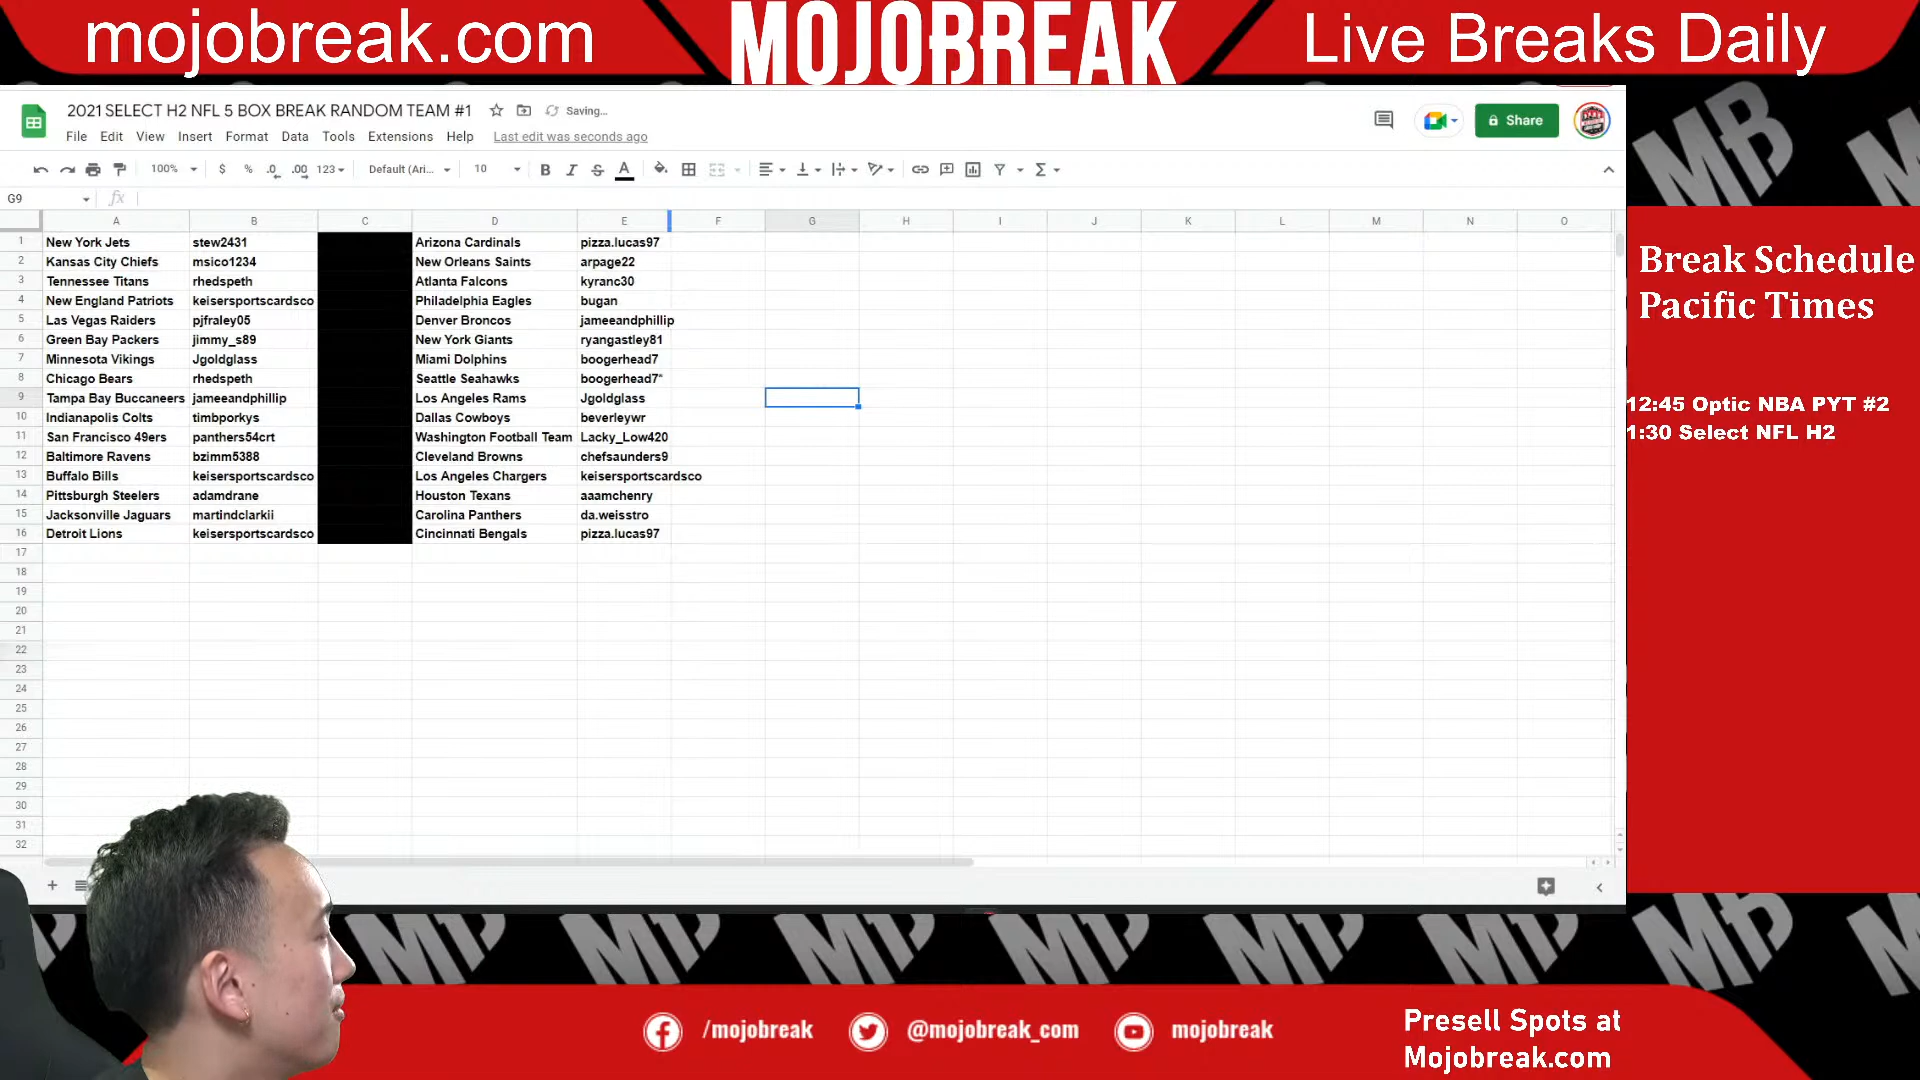 mojobreak.com
MOJOBREAK
Live Breaks Daily
2021 SELECT H2 NFL 5 BOX BREAK RANDOM TEAM #1
Saving...
Share
File Edit View Insert Format Data Tools Extensions Help Last edit was seconds ago
100% $ % .0 .00 123 Default (Ari... 10 B I S A Σ
G9 fx
A B C D E F G H I J K L M N O
1 New York Jets stew2431 Arizona Cardinals pizza.lucas97
2 Kansas City Chiefs msico1234 New Orleans Saints arpage22
3 Tennessee Titans rhedspeth Atlanta Falcons kyranc30
4 New England Patriots keisersportscardsco Philadelphia Eagles bugan
5 Las Vegas Raiders pjfraley05 Denver Broncos jameeandphillip
6 Green Bay Packers jimmy_s89 New York Giants ryangastley81
7 Minnesota Vikings Jgoldglass Miami Dolphins boogerhead7
8 Chicago Bears rhedspeth Seattle Seahawks boogerhead7*
9 Tampa Bay Buccaneers jameeandphillip Los Angeles Rams Jgoldglass
10 Indianapolis Colts timbporkys Dallas Cowboys beverleywr
11 San Francisco 49ers panthers54crt Washington Football Team Lacky_Low420
12 Baltimore Ravens bzimm5388 Cleveland Browns chefsaunders9
13 Buffalo Bills keisersportscardsco Los Angeles Chargers keisersportscardsco
14 Pittsburgh Steelers adamdrane Houston Texans aaamchenry
15 Jacksonville Jaguars martindclarkii Carolina Panthers da.weisstro
16 Detroit Lions keisersportscardsco Cincinnati Bengals pizza.lucas97
17
18
19
20
21
22
23
24
25
26
27
28
29
30
31
32
Break Schedule
Pacific Times
12:45 Optic NBA PYT #2
1:30 Select NFL H2
MB MB MB MB MB MB
/mojobreak
@mojobreak_com
mojobreak
Presell Spots at
Mojobreak.com